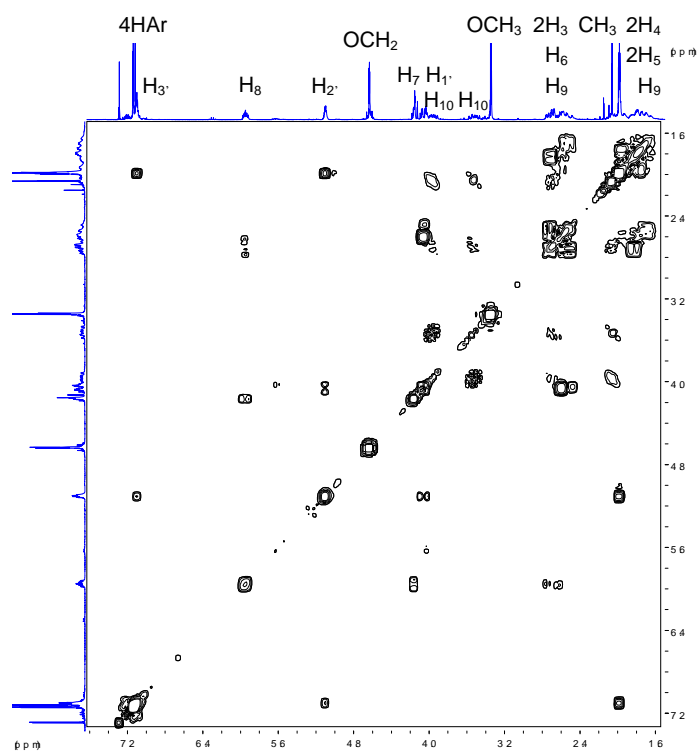 4HAr OCH₂ OCH₃ 2H₃ CH₃ 2H₄
H₃' H₈ H₂' H₇ H₁' H₆ 2H₅
H₁₀ H₁₀ H₉ H₉
(ppm)
1.6
2.4
3.2
4.0
4.8
5.6
6.4
7.2
(ppm) 7.2 6.4 5.6 4.8 4.0 3.2 2.4 1.6